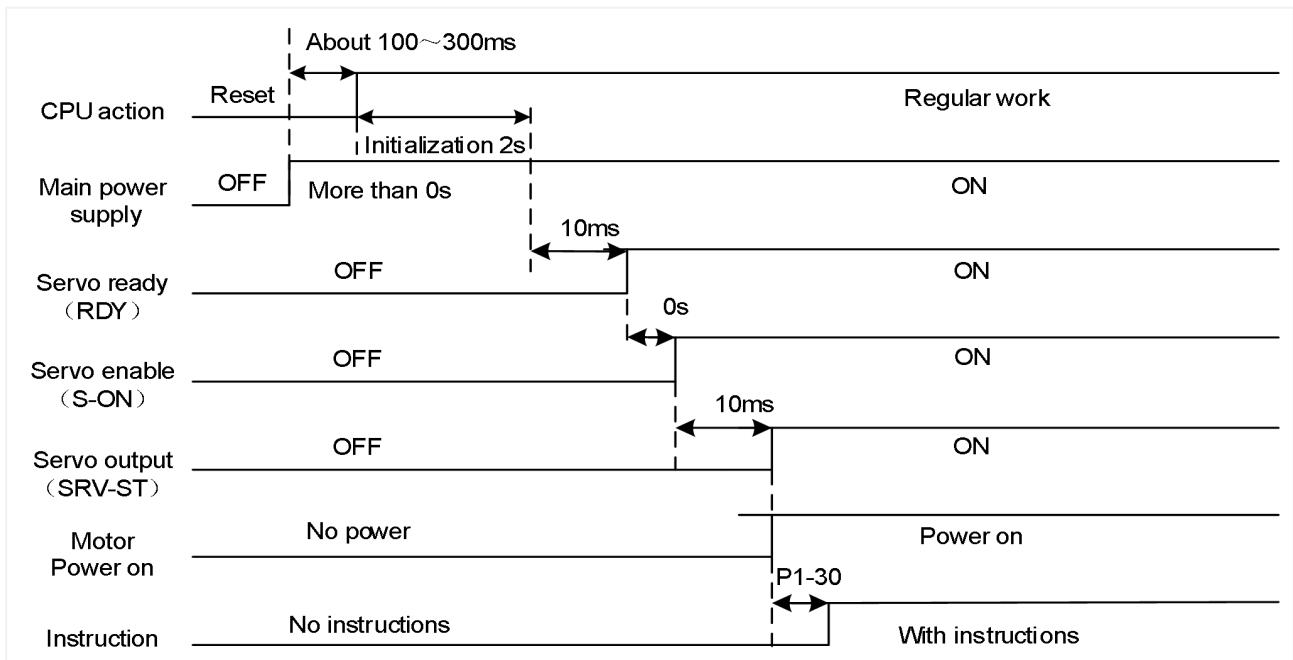 About 100～300ms
CPU action
Reset
Regular work
Initialization 2s
Main power
supply
OFF
More than 0s
ON
10ms
Servo ready
（RDY）
OFF
ON
0s
Servo enable
（S-ON）
OFF
ON
10ms
Servo output
（SRV-ST）
OFF
ON
Motor
Power on
No power
Power on
P1-30
Instruction
No instructions
With instructions